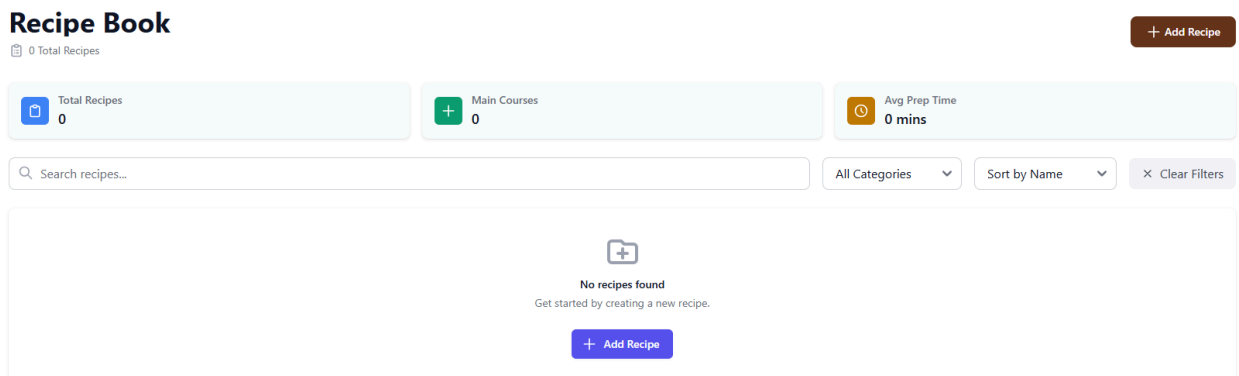 Recipe Book
0 Total Recipes
Add Recipe
Total Recipes
0
Main Courses
0
Avg Prep Time
0 mins
Search recipes...
All Categories
Sort by Name
Clear Filters
No recipes found
Get started by creating a new recipe.
Add Recipe